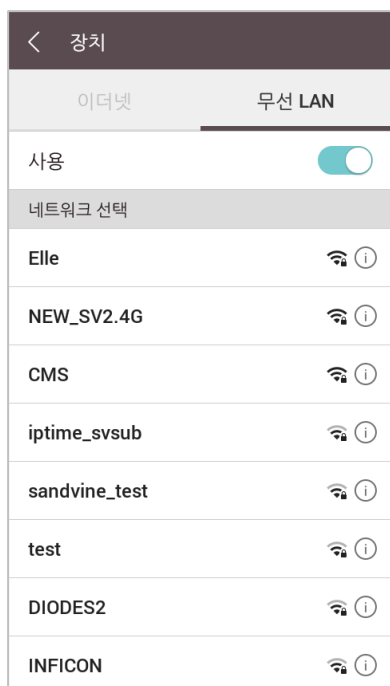 장치
이더넷 무선 LAN
사용
네트워크 선택
Elle
NEW_SV2.4G
CMS
iptime_svsub
sandvine_test
test
DIODES2
INFICON